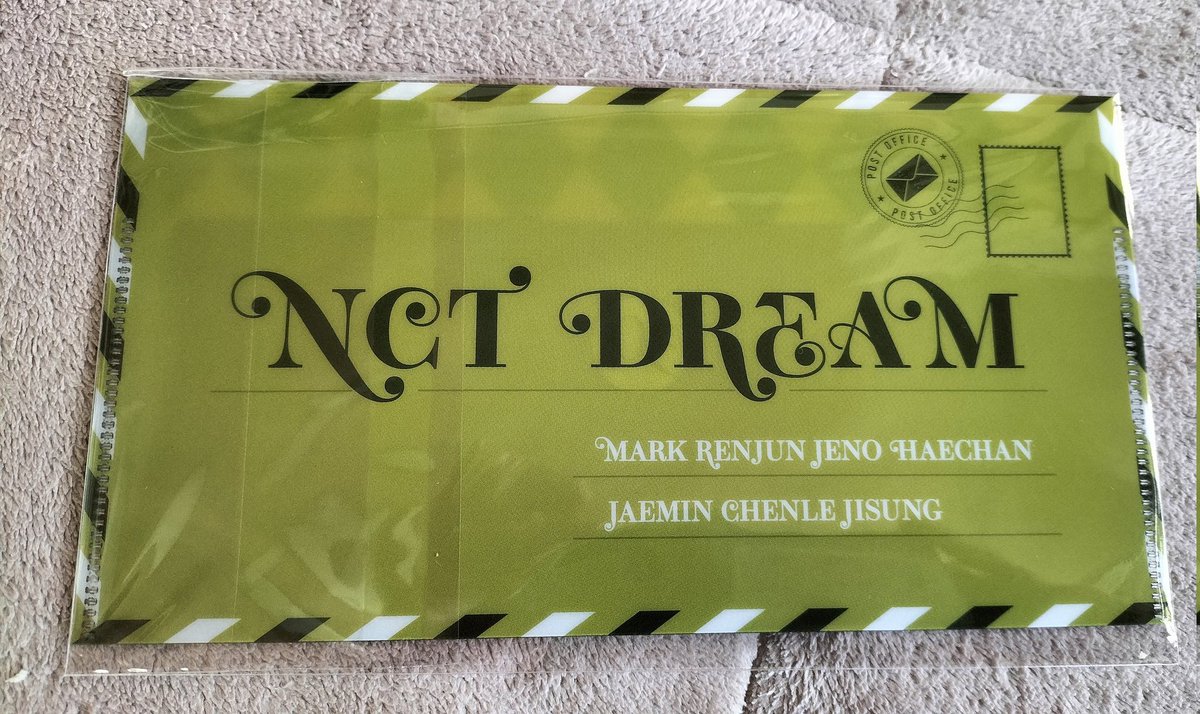 POST OFFICE
POST OFFICE
NCT DREAM
MARK RENJUN JENO HAECHAN
JAEMIN CHENLE JISUNG